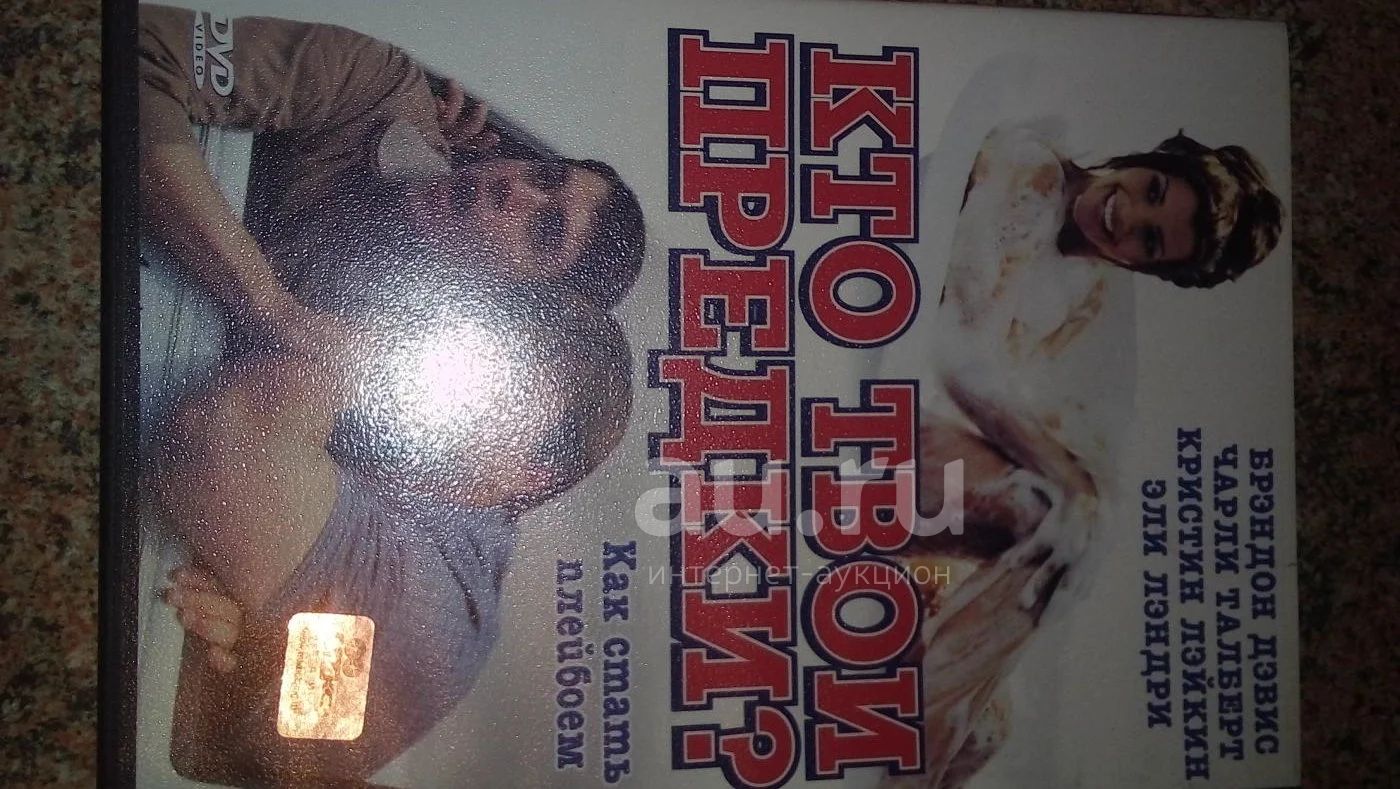 БРЭНДОН ДЭВИС
ЧАРЛИ ТАЛБЕРТ
КРИСТИН ЛЭЙКИН
ЭЛИ ЛЭНДРИ
КТО ТВОИ
ПРЕДКИ?
Как стать
плейбоем
DVD
VIDEO
au.ru
интернет-аукцион